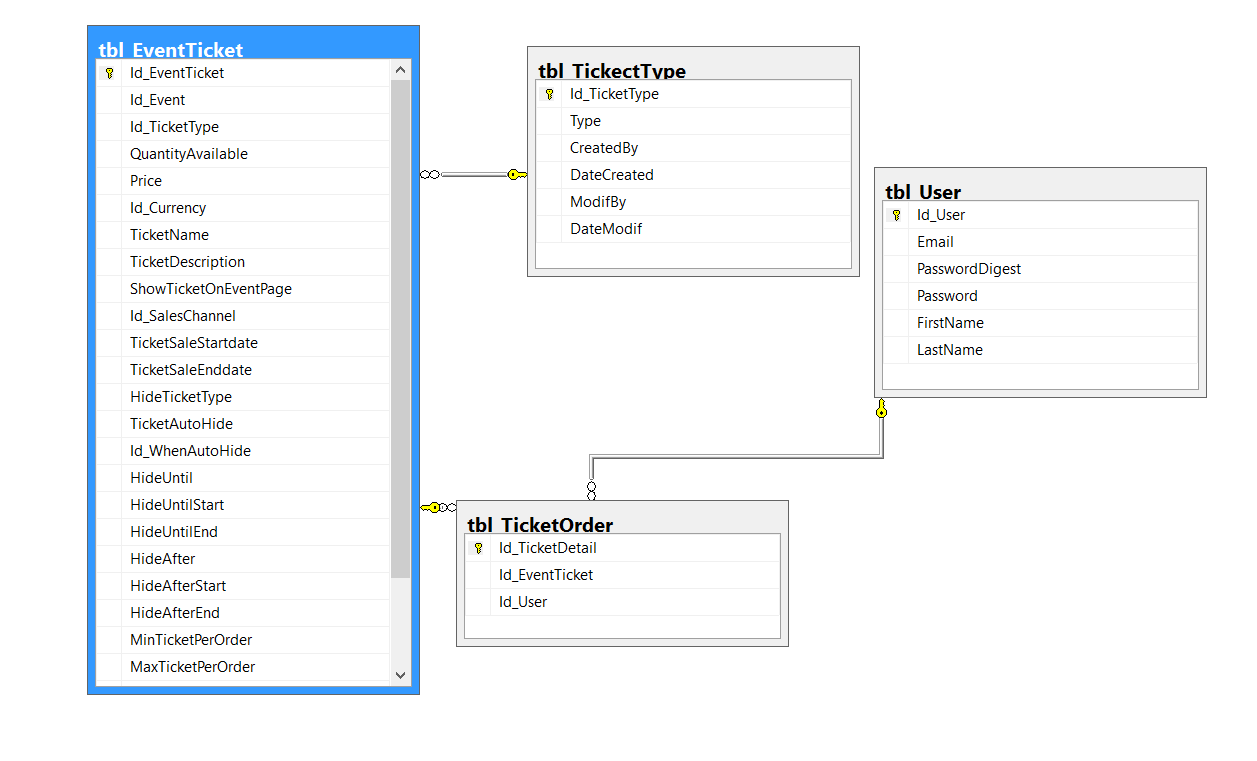 tbl_EventTicket
Id_EventTicket
Id_Event
Id_TicketType
QuantityAvailable
Price
Id_Currency
TicketName
TicketDescription
ShowTicketOnEventPage
Id_SalesChannel
TicketSaleStartdate
TicketSaleEnddate
HideTicketType
TicketAutoHide
Id_WhenAutoHide
HideUntil
HideUntilStart
HideUntilEnd
HideAfter
HideAfterStart
HideAfterEnd
MinTicketPerOrder
MaxTicketPerOrder
tbl_TickectType
Id_TicketType
Type
CreatedBy
DateCreated
ModifBy
DateModif
tbl_User
Id_User
Email
PasswordDigest
Password
FirstName
LastName
tbl_TicketOrder
Id_TicketDetail
Id_EventTicket
Id_User